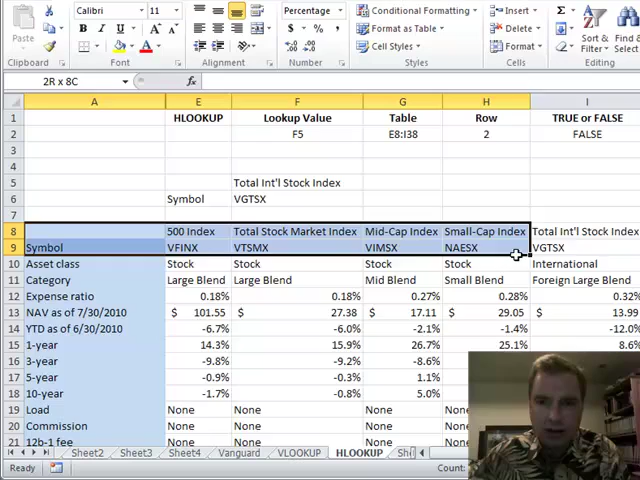 Paste
Calibri 11 A A
B I U A
Percentage
$ % ,
.0 .00
Conditional Formatting
Format as Table
Cell Styles
Insert
Delete
Format
Σ
Sort & Filter
Find & Select
Clipboard Font Alignment Number Styles Cells Editing
2R x 8C fx
A E F G H I
1 HLOOKUP Lookup Value Table Row TRUE or FALSE
2 F5 E8:I38 2 FALSE
3
4
5 Total Int'l Stock Index
6 Symbol VGTSX
7
8 500 Index Total Stock Market Index Mid-Cap Index Small-Cap Index Total Int'l Stock Index
9 Symbol VFINX VTSMX VIMSX NAESX VGTSX
10 Asset class Stock Stock Stock Stock International
11 Category Large Blend Large Blend Mid Blend Small Blend Foreign Large Blend
12 Expense ratio 0.18% 0.18% 0.27% 0.28% 0.32%
13 NAV as of 7/30/2010 $ 101.55 $ 27.38 $ 17.11 $ 29.05 $ 13.99
14 YTD as of 6/30/2010 -6.7% -6.0% -2.1% -1.4% -12.0%
15 1-year 14.3% 15.9% 26.7% 25.1% 8.6%
16 3-year -9.8% -9.2% -8.6%
17 5-year -0.9% -0.3% 1.1%
18 10-year -1.7% -0.8% 5.0%
19 Load None None None
20 Commission None None None
21 12b-1 fee None None None
Sheet2 Sheet3 Sheet4 Vanguard VLOOKUP HLOOKUP
Ready Count: